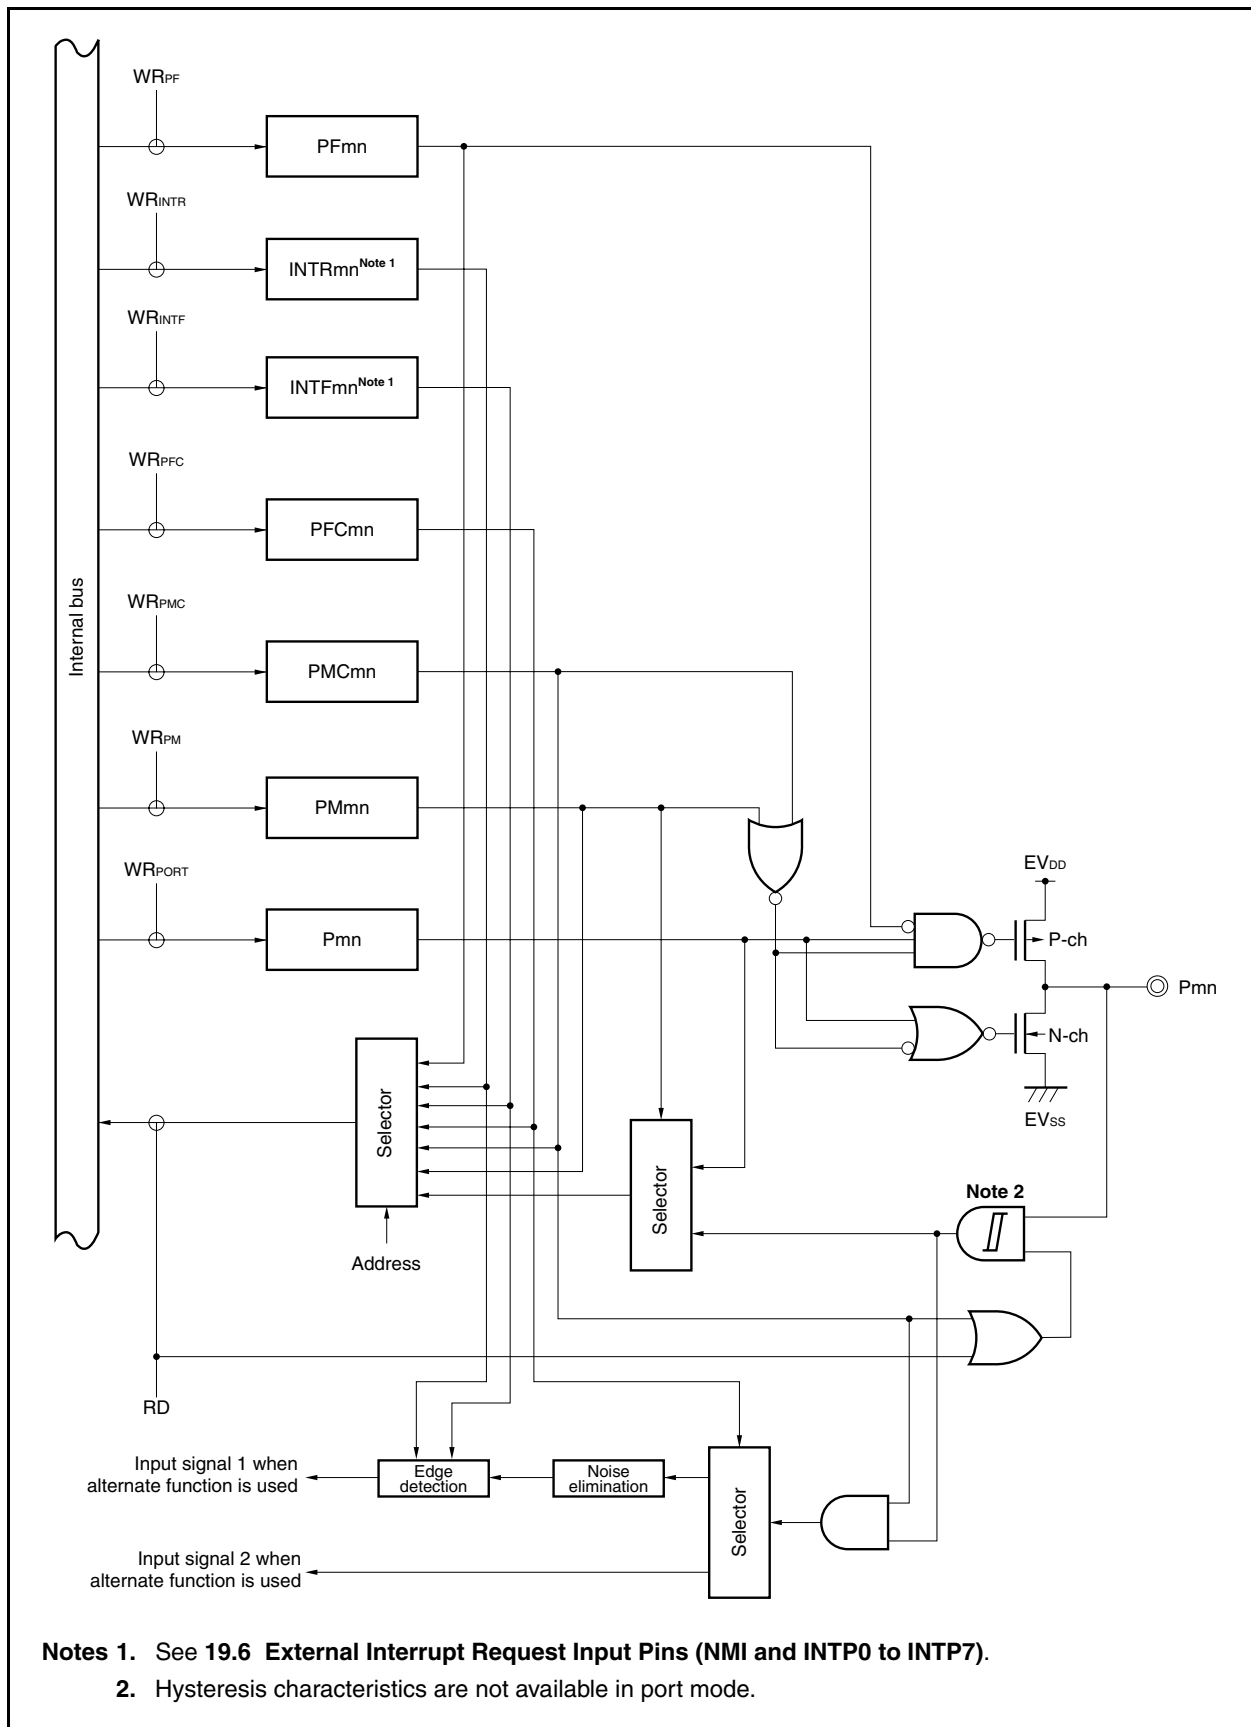 WRPF
PFmn
WRINTR
INTRmnNote 1
WRINTF
INTFmnNote 1
WRPFC
PFCmn
Internal bus
WRPMC
PMCmn
WRPM
PMmn
WRPORT
Pmn
EVDD
P-ch
Pmn
N-ch
EVSS
Selector
Selector
Note 2
Address
RD
Input signal 1 when
alternate function is used
Edge
detection
Noise
elimination
Selector
Input signal 2 when
alternate function is used
Notes 1. See 19.6 External Interrupt Request Input Pins (NMI and INTP0 to INTP7).
2. Hysteresis characteristics are not available in port mode.